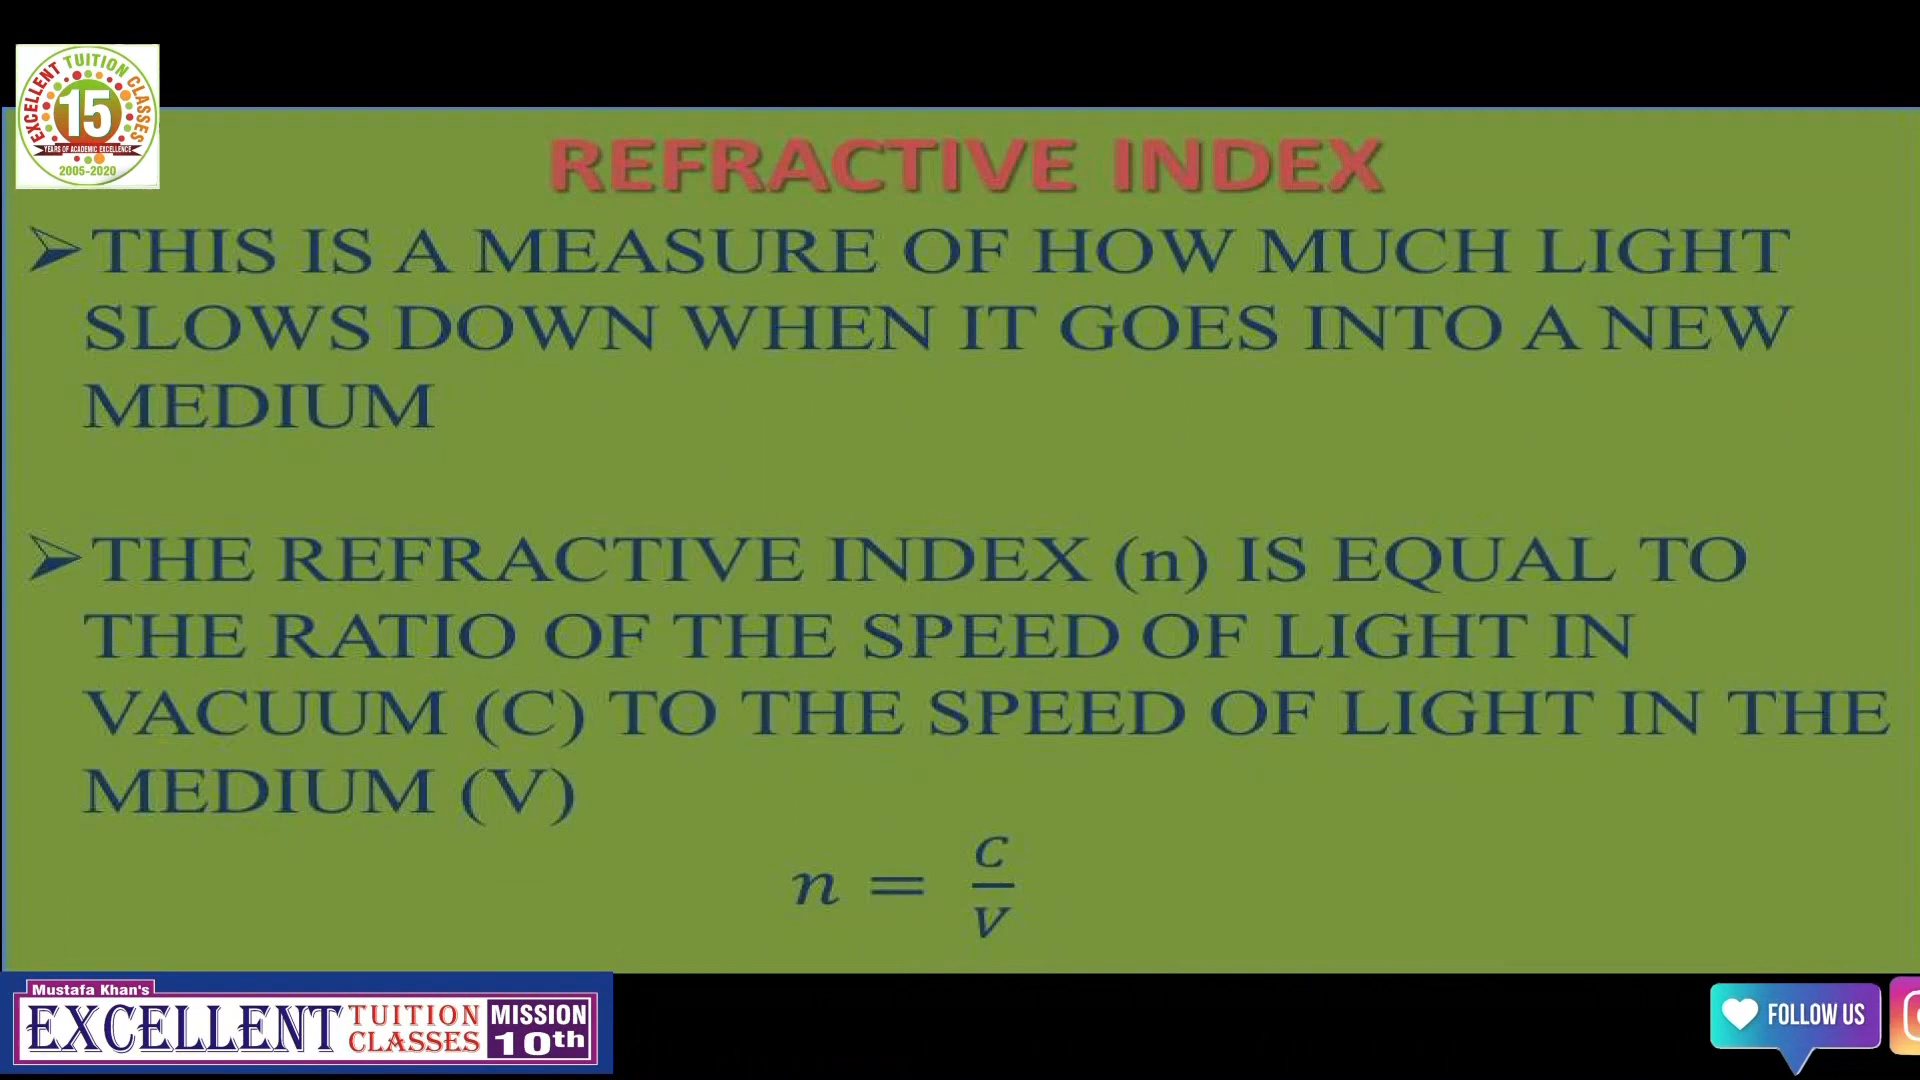 EXCELLENT TUITION CLASSES
15
YEARS OF ACADEMIC EXCELLENCE
2005-2020
REFRACTIVE INDEX
➢THIS IS A MEASURE OF HOW MUCH LIGHT
SLOWS DOWN WHEN IT GOES INTO A NEW
MEDIUM
➢THE REFRACTIVE INDEX (n) IS EQUAL TO
THE RATIO OF THE SPEED OF LIGHT IN
VACUUM (C) TO THE SPEED OF LIGHT IN THE
MEDIUM (V)
n = C/V
Mustafa Khan's
EXCELLENT TUITION CLASSES
MISSION 10th
FOLLOW US